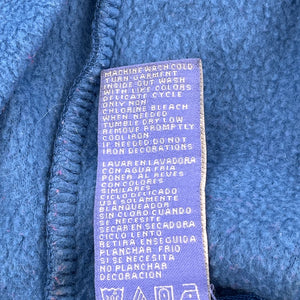 MACHINE WASH COLD
TURN GARMENT
INSIDE OUT WASH
WITH LIKE COLORS
DELICATE CYCLE
ONLY NON
CHLORINE BLEACH
WHEN NEEDED
TUMBLE DRY LOW
REMOVE PROMPTLY
COOL IRON
IF NEEDED DO NOT
IRON DECORATIONS
LAVAR EN LAVADORA
CON AGUA FRIA
PONER AL REVES
CON COLORES
SIMILARES
CICLO DELICADO
USE SOLAMENTE
BLANQUEADOR
SIN CLORO CUANDO
SE NECESITE
SECAR EN SECADORA
CICLO LENTO
RETIRA ENSEGUIDA
PLANCHAR FRIO
SI SE NECESITA
NO PLANCHAR
DECORACION